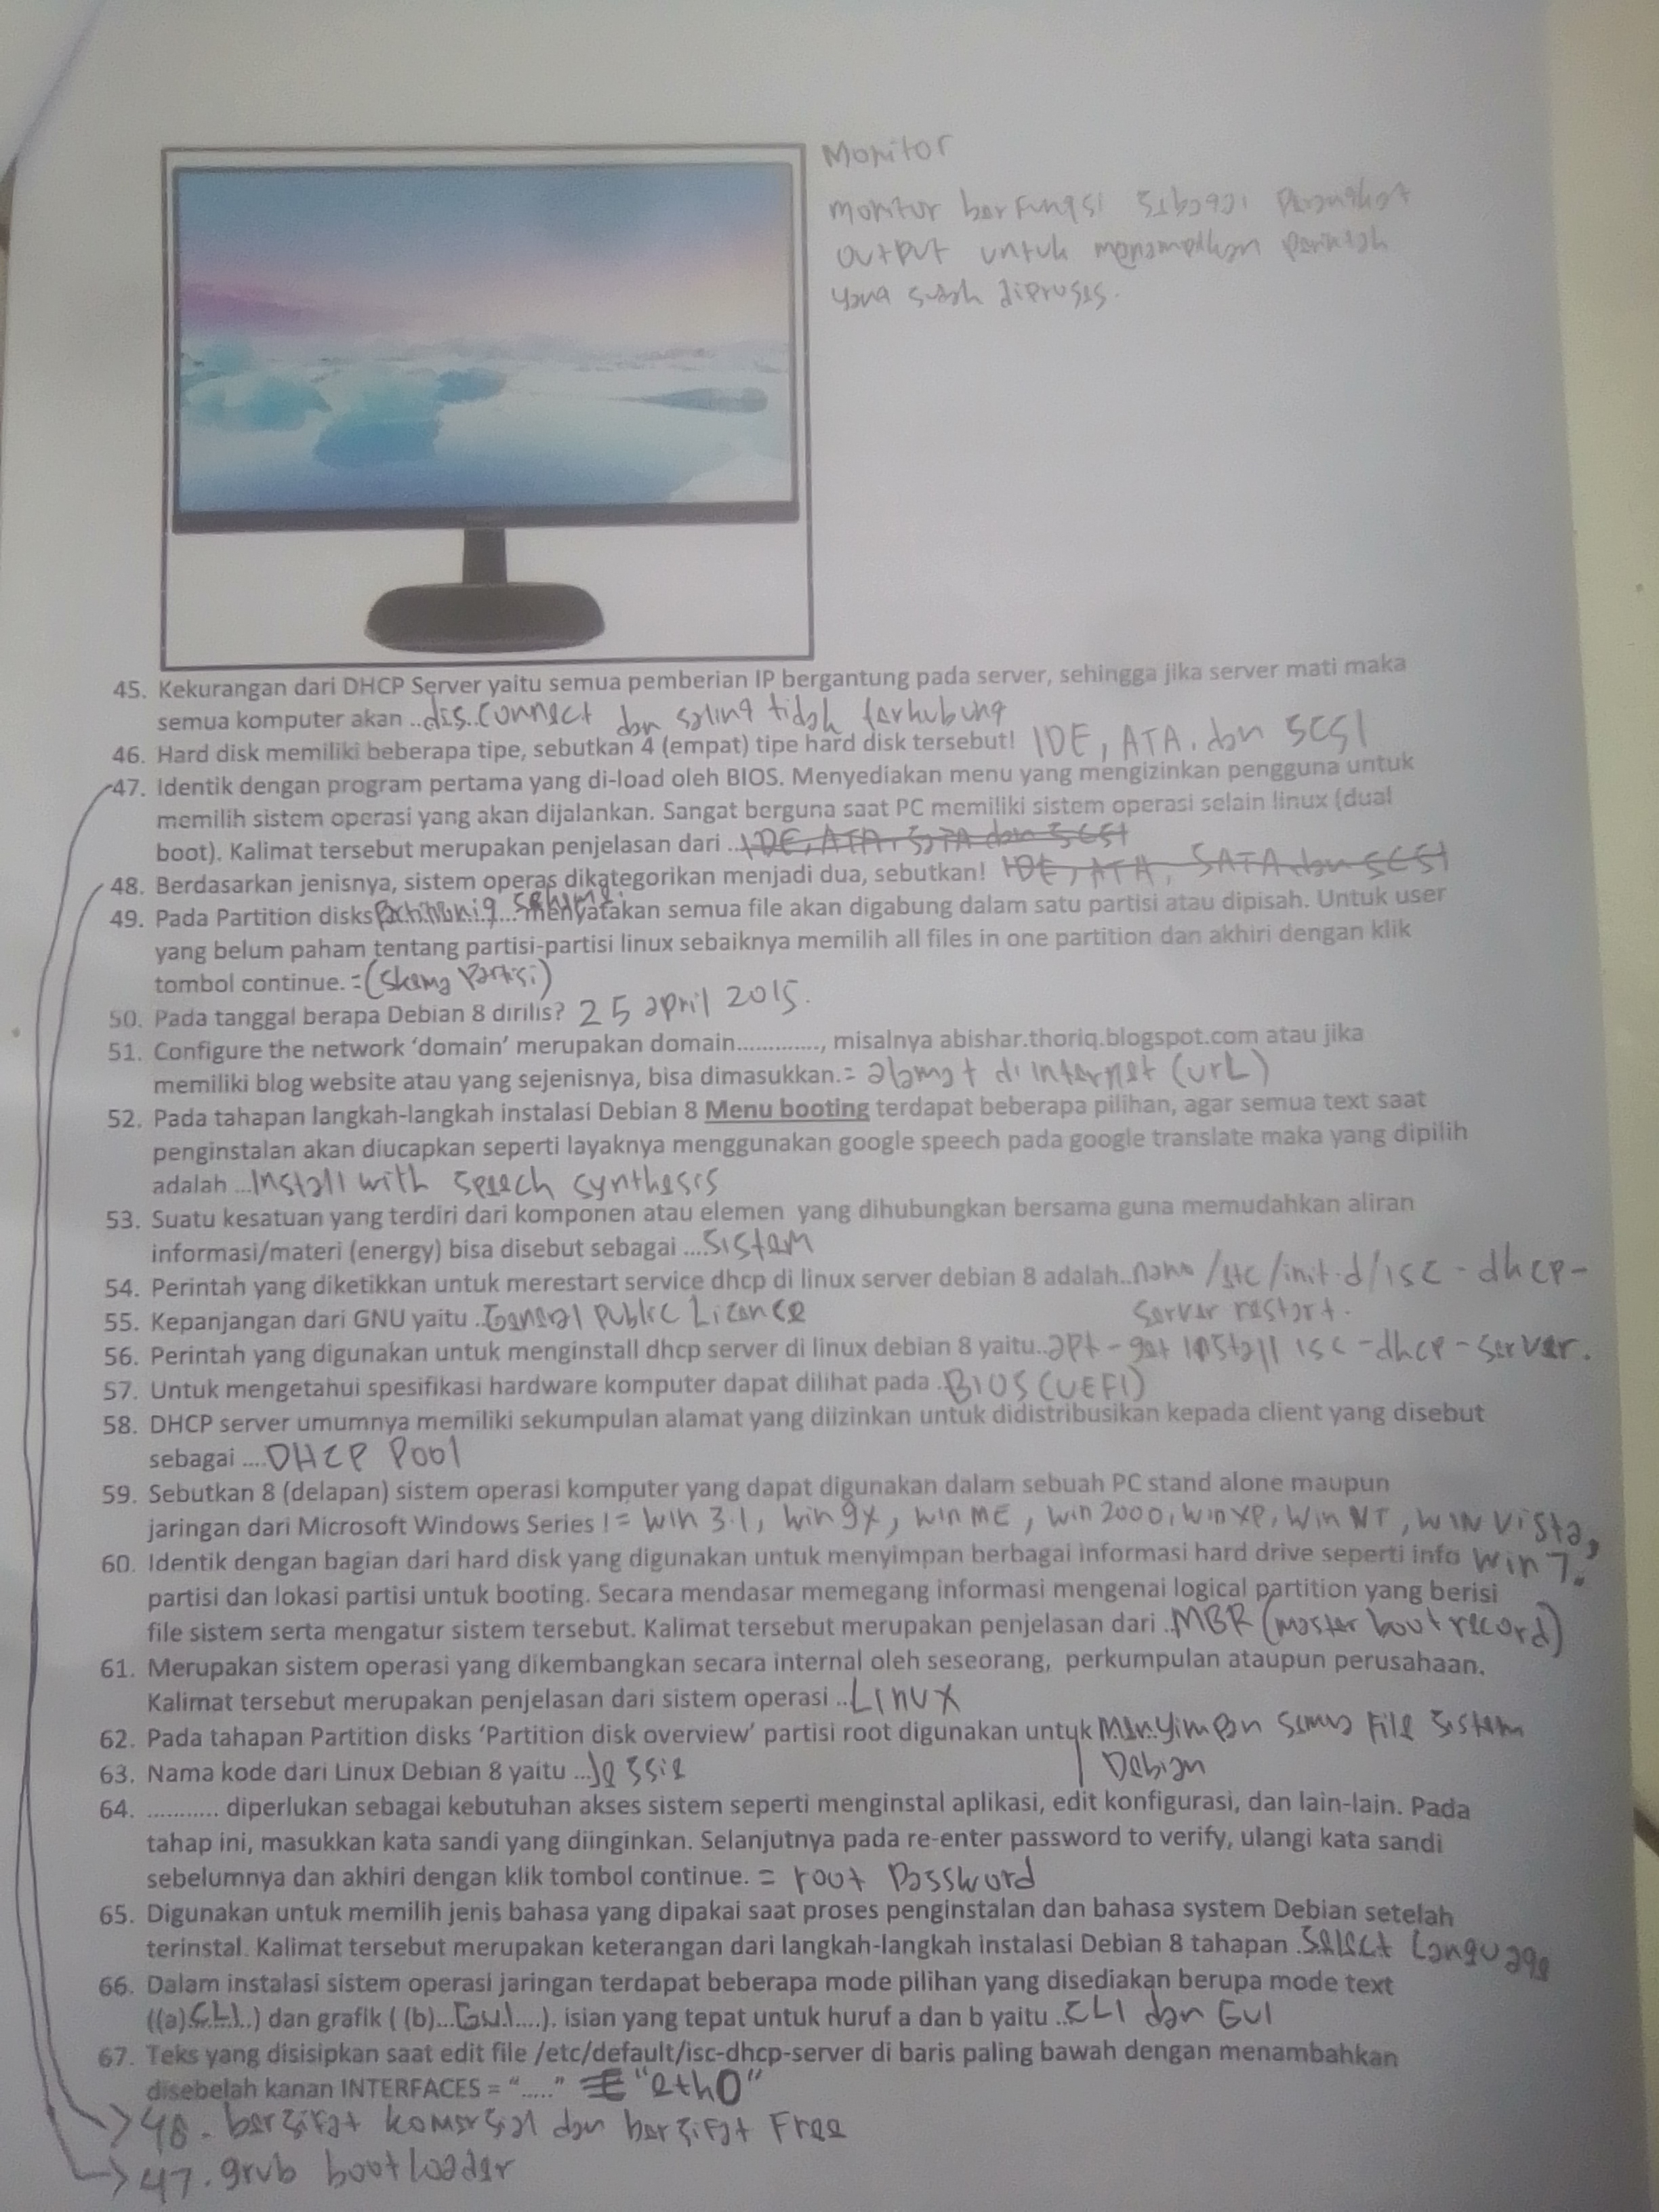 Monitor
monitor berfungsi sebagai perangkat
output untuk menampilkan perintah
yang sudah diproses.
45. Kekurangan dari DHCP Server yaitu semua pemberian IP bergantung pada server, sehingga jika server mati maka
semua komputer akan ..dis..connect dan saling tidak terhubung
46. Hard disk memiliki beberapa tipe, sebutkan 4 (empat) tipe hard disk tersebut! IDE, ATA, dan SCSI
47. Identik dengan program pertama yang di-load oleh BIOS. Menyediakan menu yang mengizinkan pengguna untuk
memilih sistem operasi yang akan dijalankan. Sangat berguna saat PC memiliki sistem operasi selain linux (dual
boot). Kalimat tersebut merupakan penjelasan dari ..IDE, ATA, SATA dan SCSI
48. Berdasarkan jenisnya, sistem operas dikategorikan menjadi dua, sebutkan! IDE, ATA, SATA dan SCSI
49. Pada Partition disks ... menyatakan semua file akan digabung dalam satu partisi atau dipisah. Untuk user
yang belum paham tentang partisi-partisi linux sebaiknya memilih all files in one partition dan akhiri dengan klik
tombol continue. = (skema partisi)
50. Pada tanggal berapa Debian 8 dirilis? 25 april 2015.
51. Configure the network 'domain' merupakan domain............., misalnya abishar.thoriq.blogspot.com atau jika
memiliki blog website atau yang sejenisnya, bisa dimasukkan. = alamat di internet (urL)
52. Pada tahapan langkah-langkah instalasi Debian 8 Menu booting terdapat beberapa pilihan, agar semua text saat
penginstalan akan diucapkan seperti layaknya menggunakan google speech pada google translate maka yang dipilih
adalah ...Install with speech synthesis
53. Suatu kesatuan yang terdiri dari komponen atau elemen yang dihubungkan bersama guna memudahkan aliran
informasi/materi (energy) bisa disebut sebagai ....Sistem
54. Perintah yang diketikkan untuk merestart service dhcp di linux server debian 8 adalah..nano /etc/init.d/isc-dhcp-
server restart.
55. Kepanjangan dari GNU yaitu ..General Public Licence
56. Perintah yang digunakan untuk menginstall dhcp server di linux debian 8 yaitu..apt-get install isc-dhcp-server.
57. Untuk mengetahui spesifikasi hardware komputer dapat dilihat pada ..BIOS (UEFI)
58. DHCP server umumnya memiliki sekumpulan alamat yang diizinkan untuk didistribusikan kepada client yang disebut
sebagai ....DHCP Pool
59. Sebutkan 8 (delapan) sistem operasi komputer yang dapat digunakan dalam sebuah PC stand alone maupun
jaringan dari Microsoft Windows Series ! = win 3.1, win 9x, win ME, win 2000, win XP, Win NT, WIN Vista,
win 7.
60. Identik dengan bagian dari hard disk yang digunakan untuk menyimpan berbagai informasi hard drive seperti info
partisi dan lokasi partisi untuk booting. Secara mendasar memegang informasi mengenai logical partition yang berisi
file sistem serta mengatur sistem tersebut. Kalimat tersebut merupakan penjelasan dari ..MBR (master boot record)
61. Merupakan sistem operasi yang dikembangkan secara internal oleh seseorang, perkumpulan ataupun perusahaan.
Kalimat tersebut merupakan penjelasan dari sistem operasi ..Linux
62. Pada tahapan Partition disks 'Partition disk overview' partisi root digunakan untuk menyimpan semua file sistem
Debian
63. Nama kode dari Linux Debian 8 yaitu ...Jessie
64. ........... diperlukan sebagai kebutuhan akses sistem seperti menginstal aplikasi, edit konfigurasi, dan lain-lain. Pada
tahap ini, masukkan kata sandi yang diinginkan. Selanjutnya pada re-enter password to verify, ulangi kata sandi
sebelumnya dan akhiri dengan klik tombol continue. = root Password
65. Digunakan untuk memilih jenis bahasa yang dipakai saat proses penginstalan dan bahasa system Debian setelah
terinstal. Kalimat tersebut merupakan keterangan dari langkah-langkah instalasi Debian 8 tahapan ..Select Language
66. Dalam instalasi sistem operasi jaringan terdapat beberapa mode pilihan yang disediakan berupa mode text
((a)..CLI..) dan grafik ( (b)...GUI....). isian yang tepat untuk huruf a dan b yaitu ..CLI dan GUI
67. Teks yang disisipkan saat edit file /etc/default/isc-dhcp-server di baris paling bawah dengan menambahkan
disebelah kanan INTERFACES = "....." = "eth0"
48. bersifat komersial dan bersifat Free
47. grub bootloader